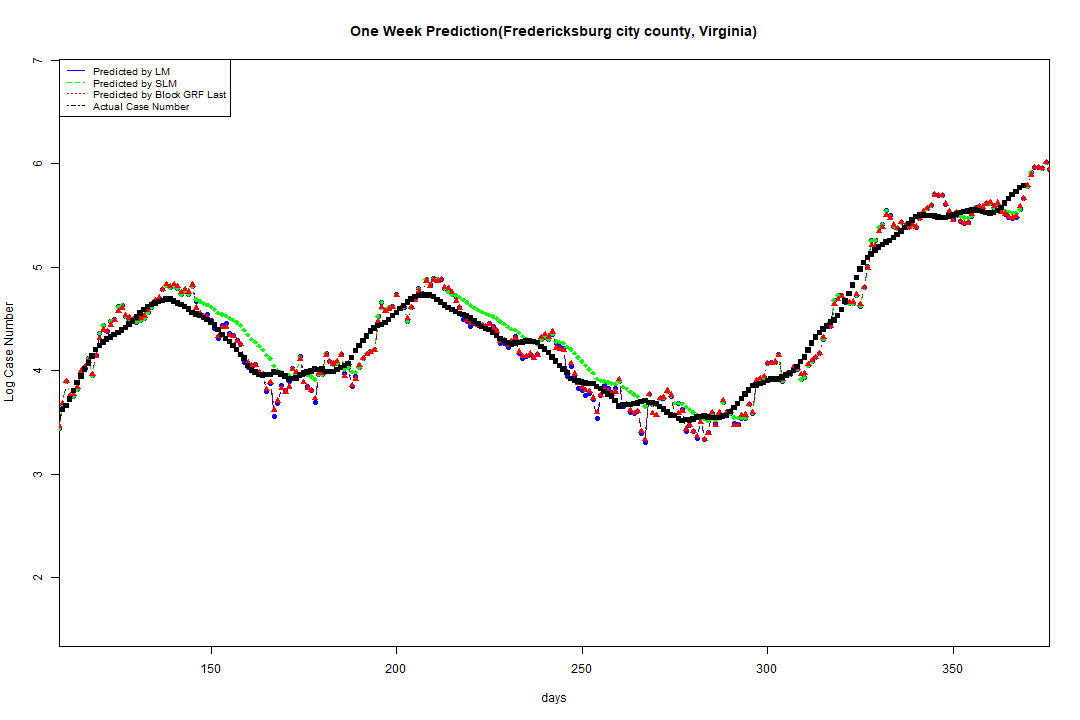 One Week Prediction(Fredericksburg city county, Virginia)
Predicted by LM
Predicted by SLM
Predicted by Block GRF Last
Actual Case Number
7
6
5
4
3
2
Log Case Number
150 200 250 300 350
days